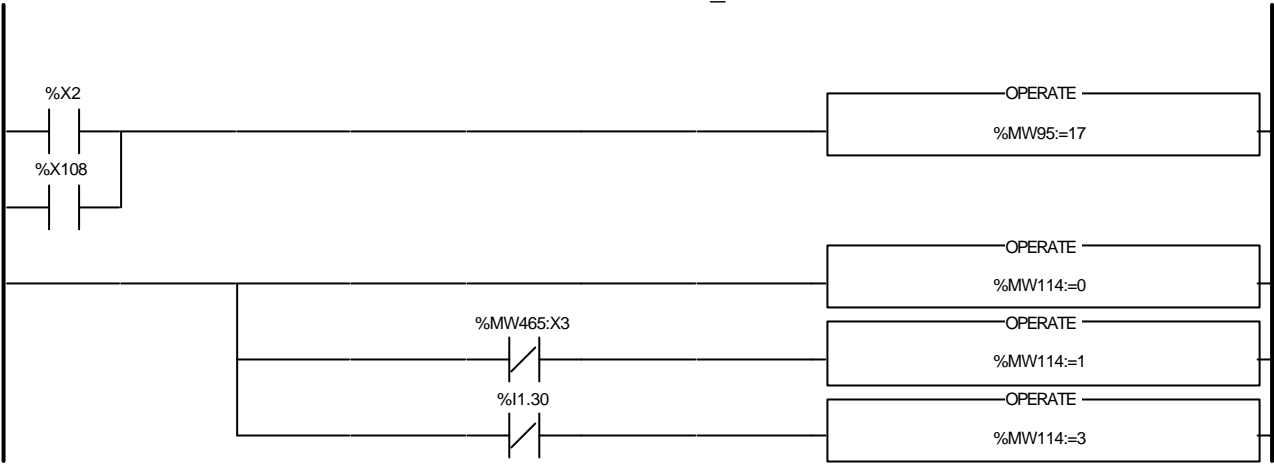 %X2
OPERATE
%MW95:=17
%X108
OPERATE
%MW114:=0
%MW465:X3
OPERATE
%MW114:=1
%I1.30
OPERATE
%MW114:=3